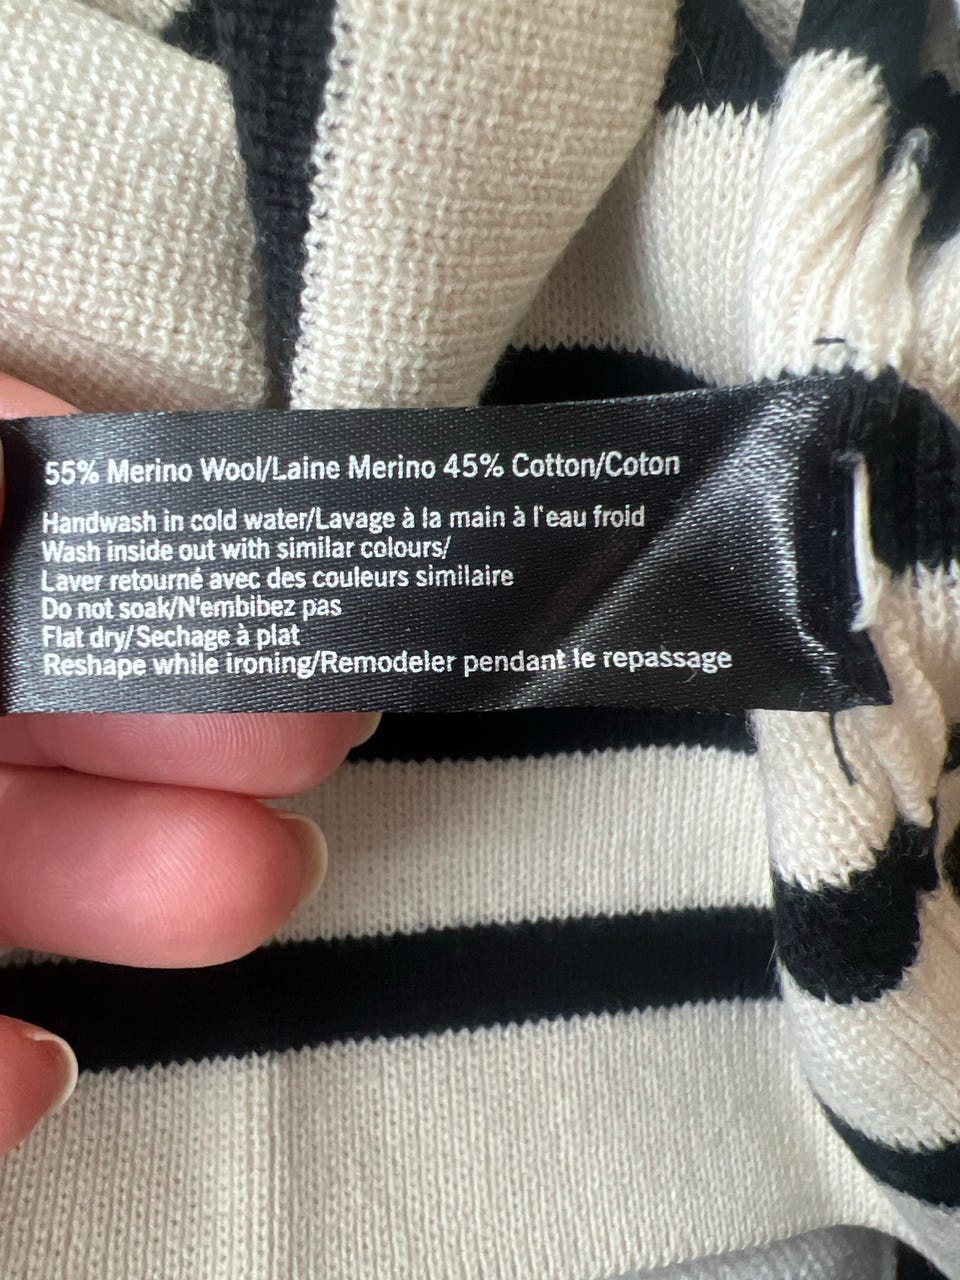 55% Merino Wool/Laine Merino 45% Cotton/Coton
Handwash in cold water/Lavage à la main à l'eau froid
Wash inside out with similar colours/
Laver retourné avec des couleurs similaire
Do not soak/N'embibez pas
Flat dry/Sechage à plat
Reshape while ironing/Remodeler pendant le repassage